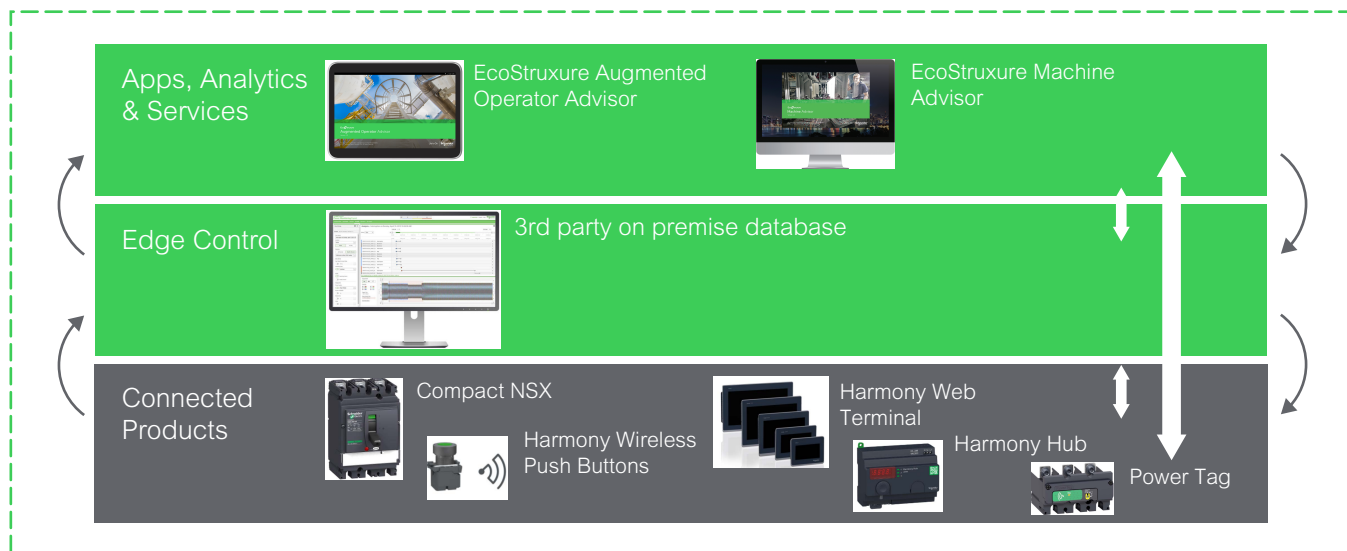 Apps, Analytics
& Services
EcoStruxure Augmented
Operator Advisor
EcoStruxure Machine
Advisor
Edge Control
3rd party on premise database
Connected
Products
Compact NSX
Harmony Wireless
Push Buttons
Harmony Web
Terminal
Harmony Hub
Power Tag